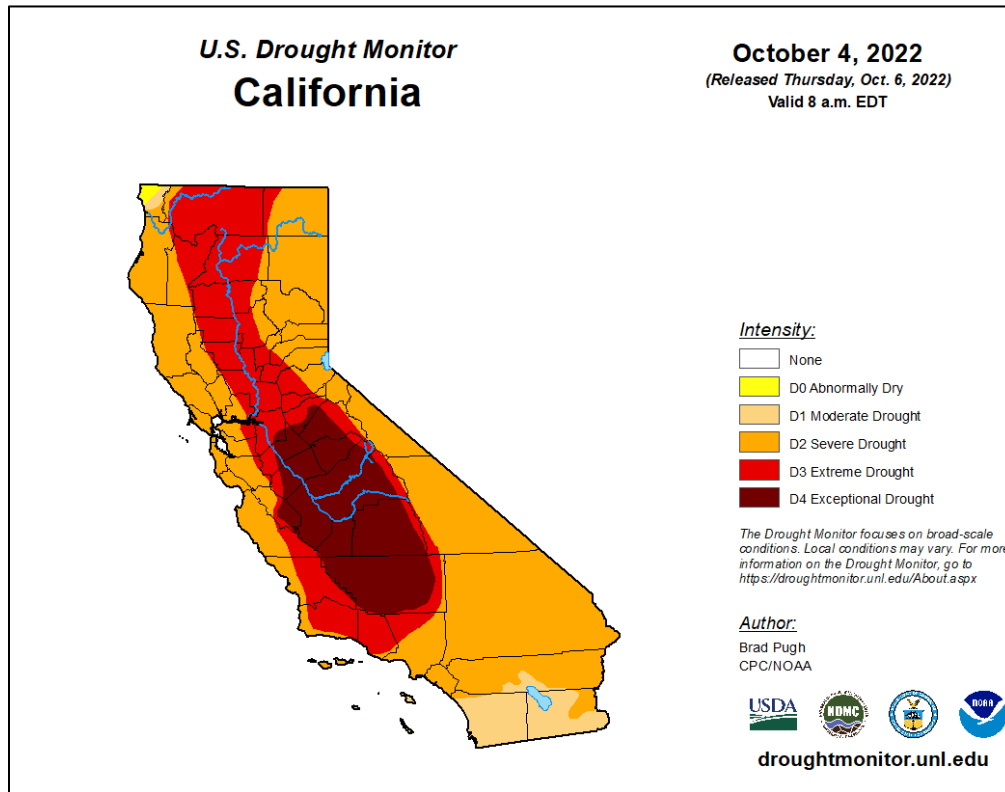 U.S. Drought Monitor
California
October 4, 2022
(Released Thursday, Oct. 6, 2022)
Valid 8 a.m. EDT
Intensity:
None
D0 Abnormally Dry
D1 Moderate Drought
D2 Severe Drought
D3 Extreme Drought
D4 Exceptional Drought
The Drought Monitor focuses on broad-scale
conditions. Local conditions may vary. For more
information on the Drought Monitor, go to
https://droughtmonitor.unl.edu/About.aspx
Author:
Brad Pugh
CPC/NOAA
USDA
NDMC
NOAA
droughtmonitor.unl.edu